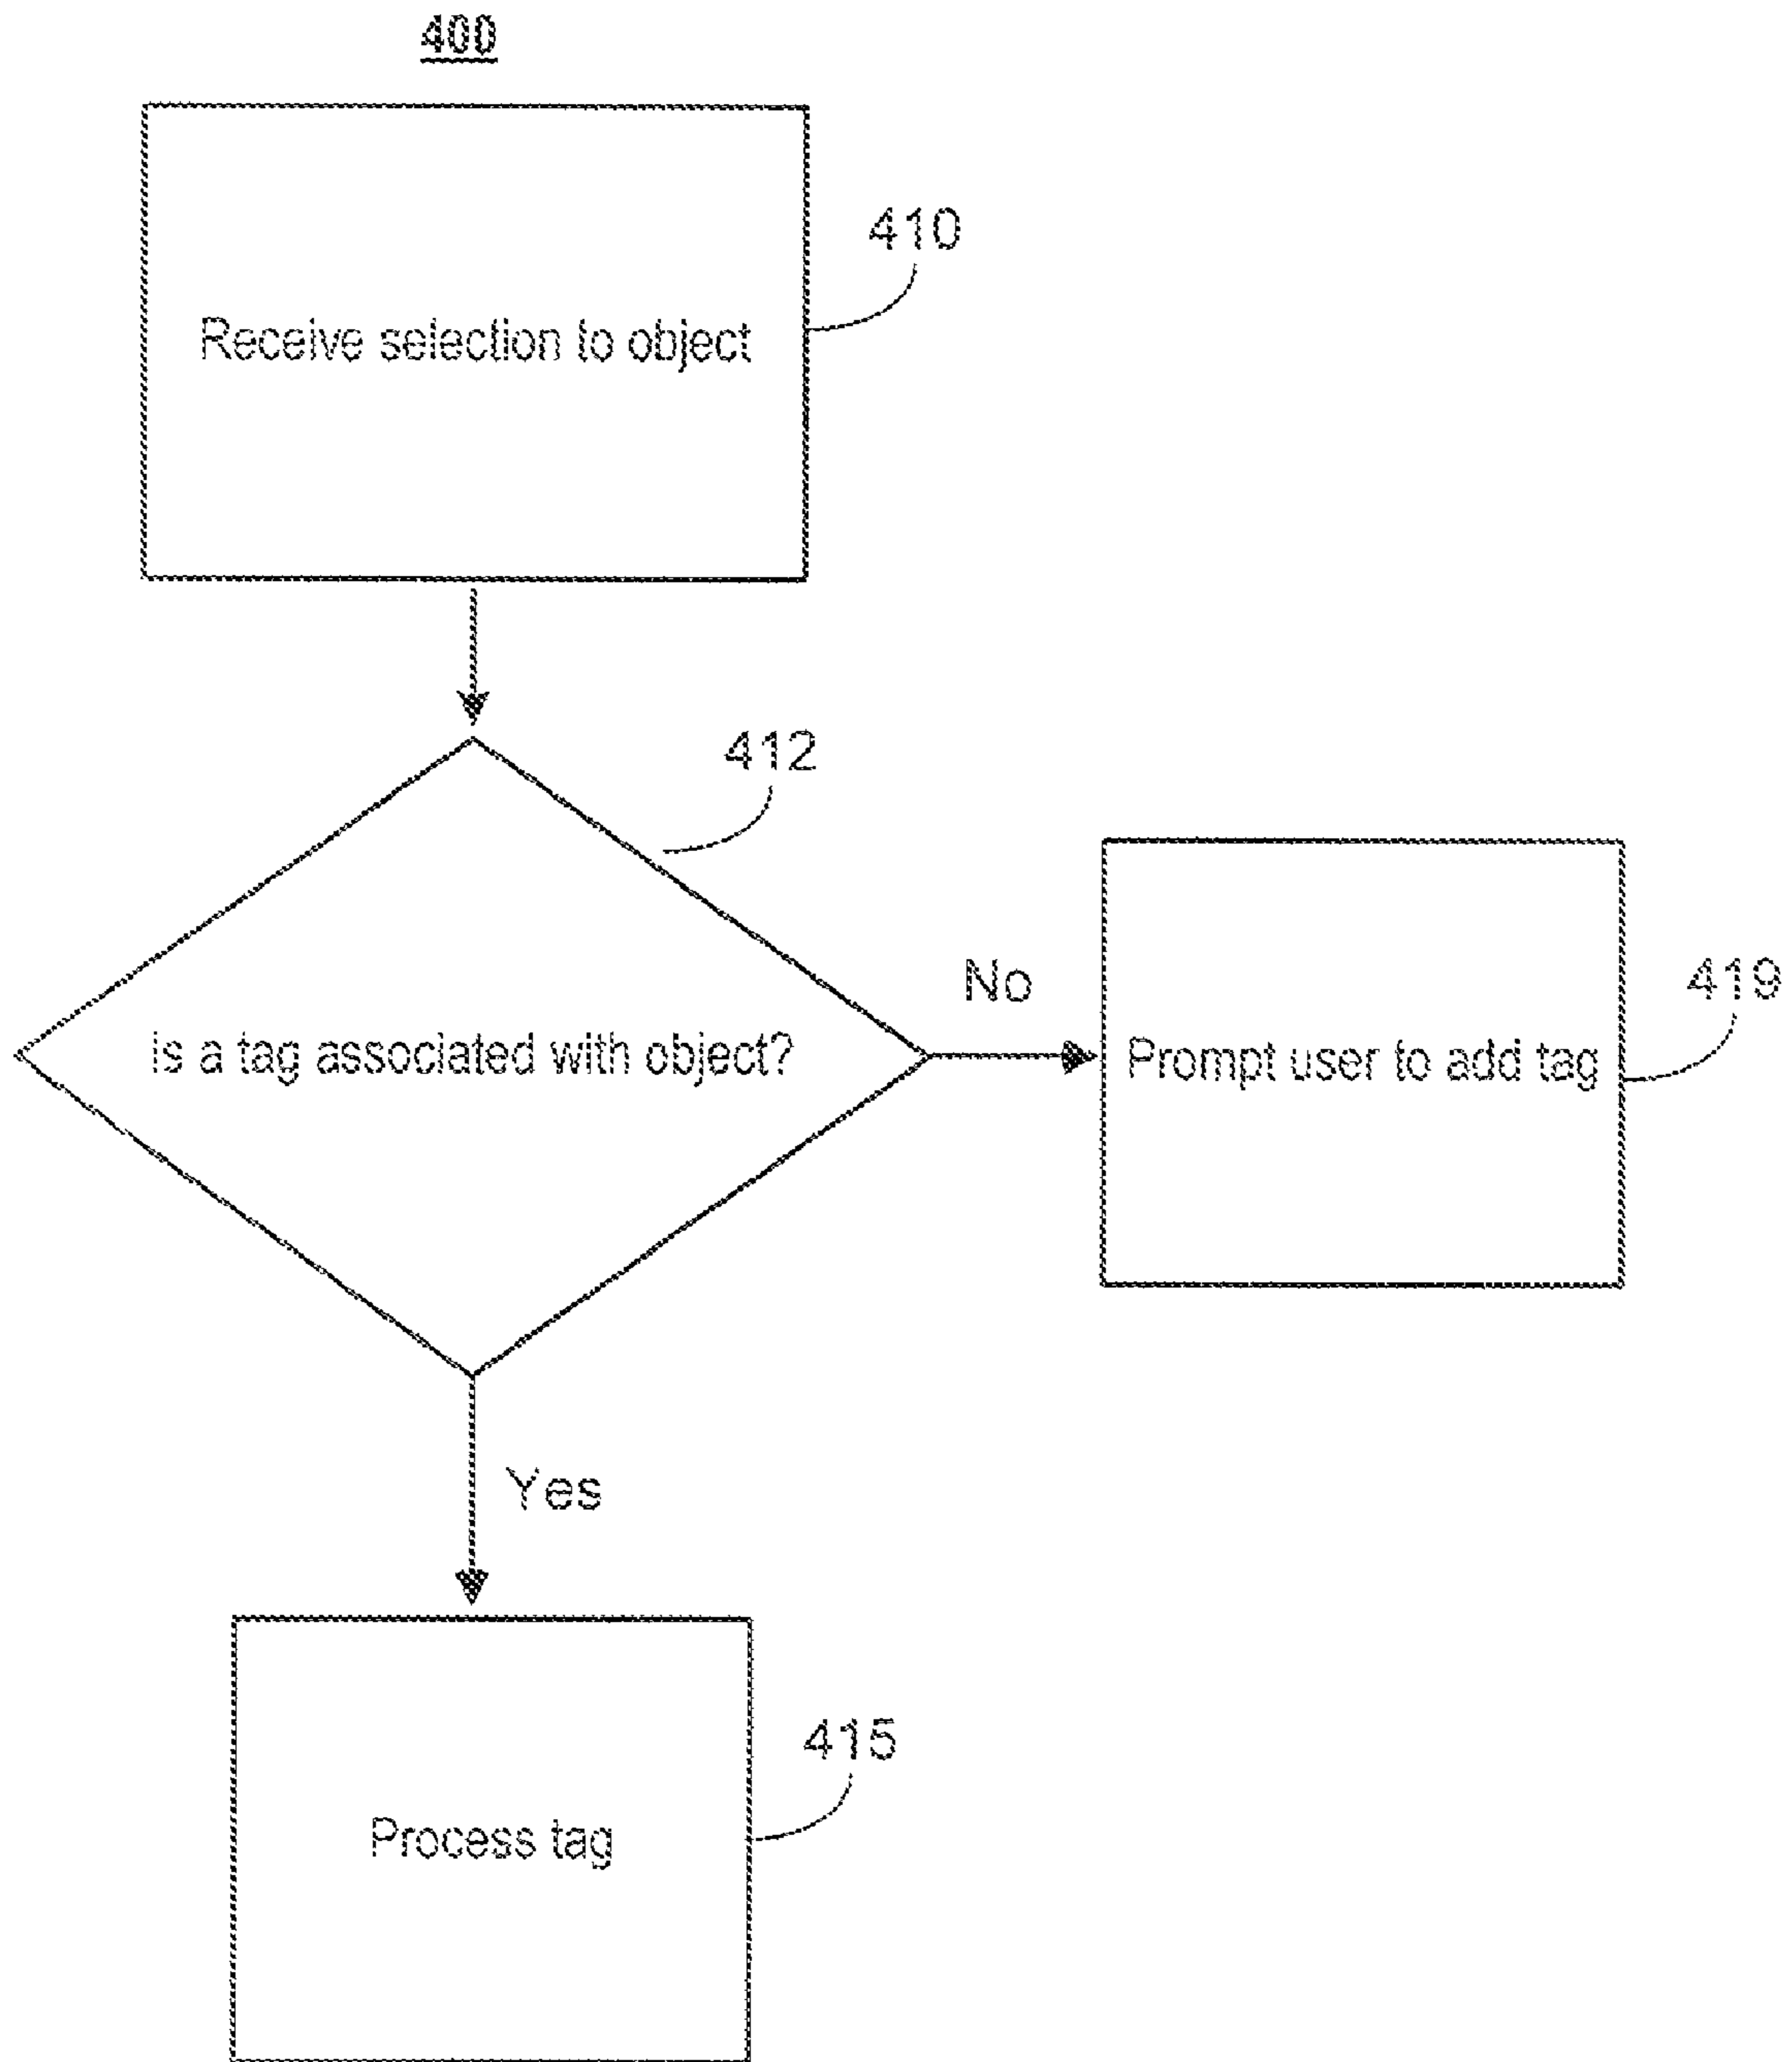 400
410
Receive selection to object
412
is a tag associated with object?
No
419
Prompt user to add tag
Yes
415
Process tag